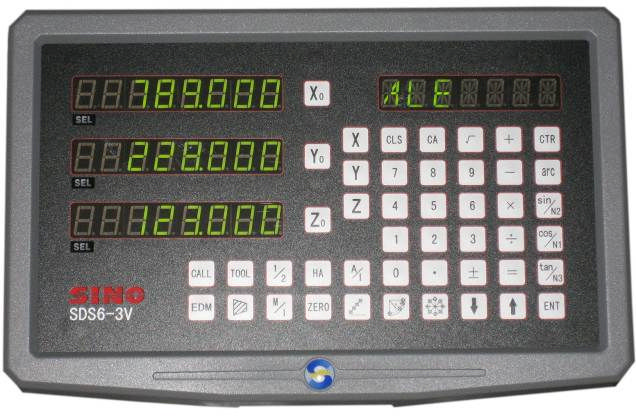 789.000 X0 ALE
SEL
X CLS CA √ + CTR
228.000 Y0
SEL
Y 7 8 9 − arc
123.000 Z0
SEL
Z 4 5 6 × sin/N2
1 2 3 ÷ cos/N1
CALL TOOL 1/2 HA A/I 0 · ± = tan/N3
SINO
SDS6-3V
EDM M/I ZERO ENT